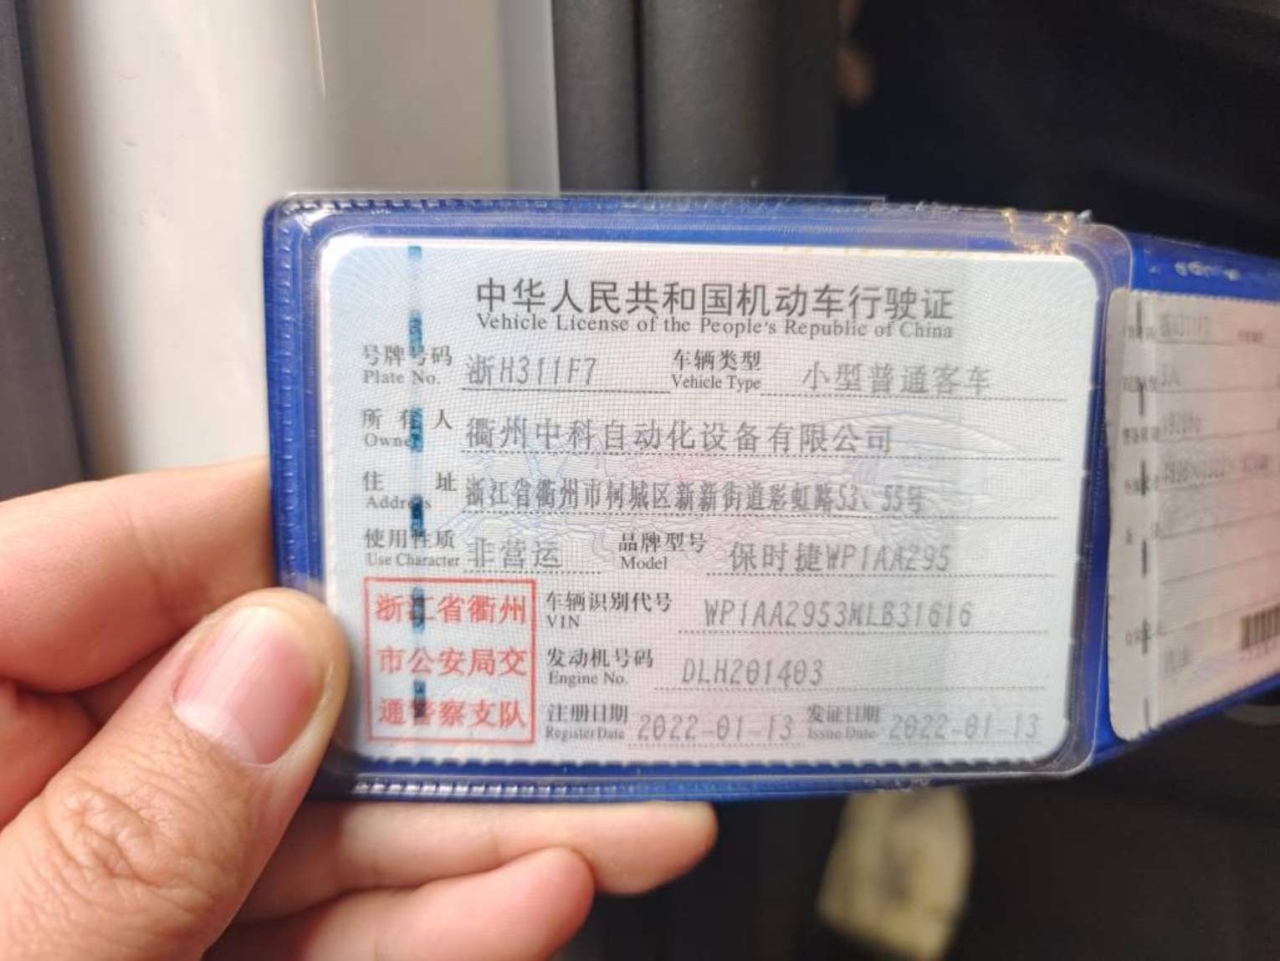 中华人民共和国机动车行驶证
Vehicle License of the People's Republic of China
号牌号码 浙H311F7 车辆类型 小型普通客车
Plate No. Vehicle Type
所有人 衢州中科自动化设备有限公司
Owner
住址 浙江省衢州市柯城区新新街道彩虹路53、55号
Address
使用性质 非营运 品牌型号 保时捷WP1AA295
Use Character Model
浙江省衢州
市公安局交
通警察支队
车辆识别代号 WP1AA2953MLB31616
VIN
发动机号码 DLH201403
Engine No.
注册日期 2022-01-13 发证日期 2022-01-13
Register Date Issue Date